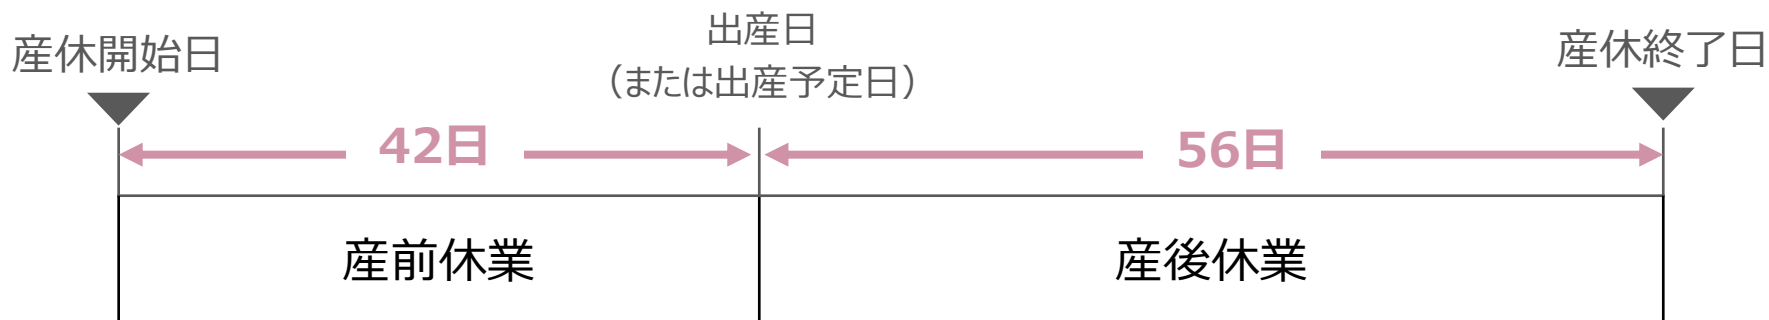 産休開始日
出産日
（または出産予定日）
産休終了日
42日
56日
産前休業
産後休業